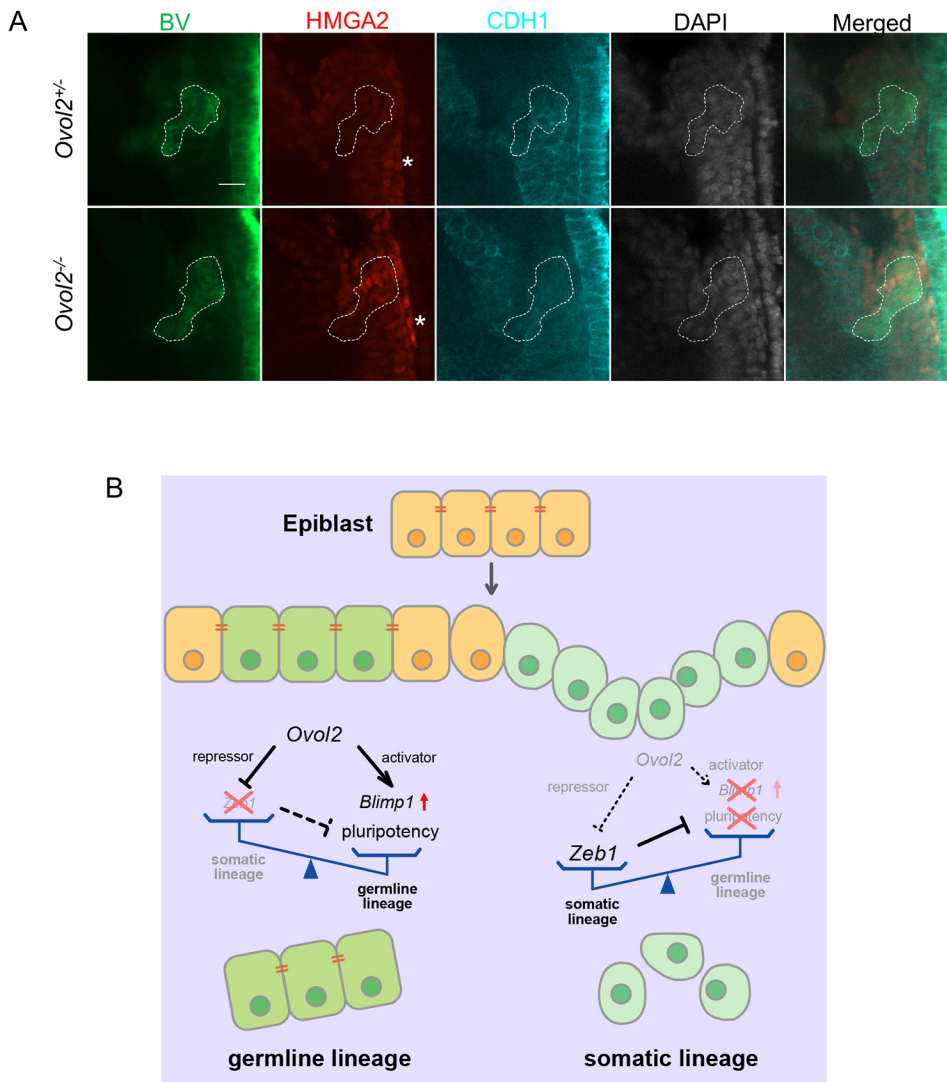 A
BV HMGA2 CDH1 DAPI Merged
Ovol2+/-
*
Ovol2-/-
*
B
Epiblast
Ovol2
repressor
activator
Zeb1
Blimp1
pluripotency
somatic
lineage
germline
lineage
Ovol2
activator
repressor
Blimp1
pluripotency
Zeb1
somatic
lineage
germline
lineage
germline lineage
somatic lineage